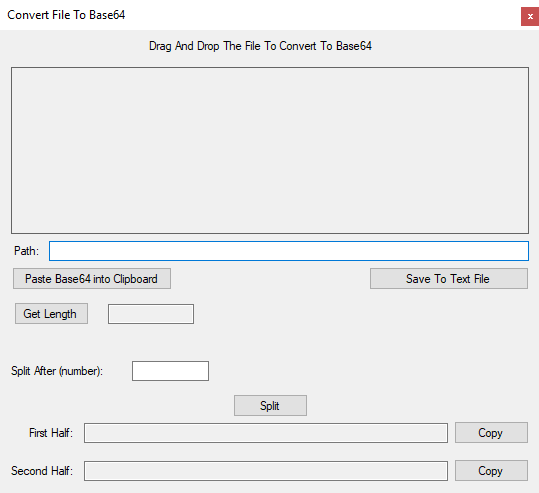 Convert File To Base64
x
Drag And Drop The File To Convert To Base64
Path:
Paste Base64 into Clipboard Save To Text File
Get Length
Split After (number):
Split
First Half: Copy
Second Half: Copy